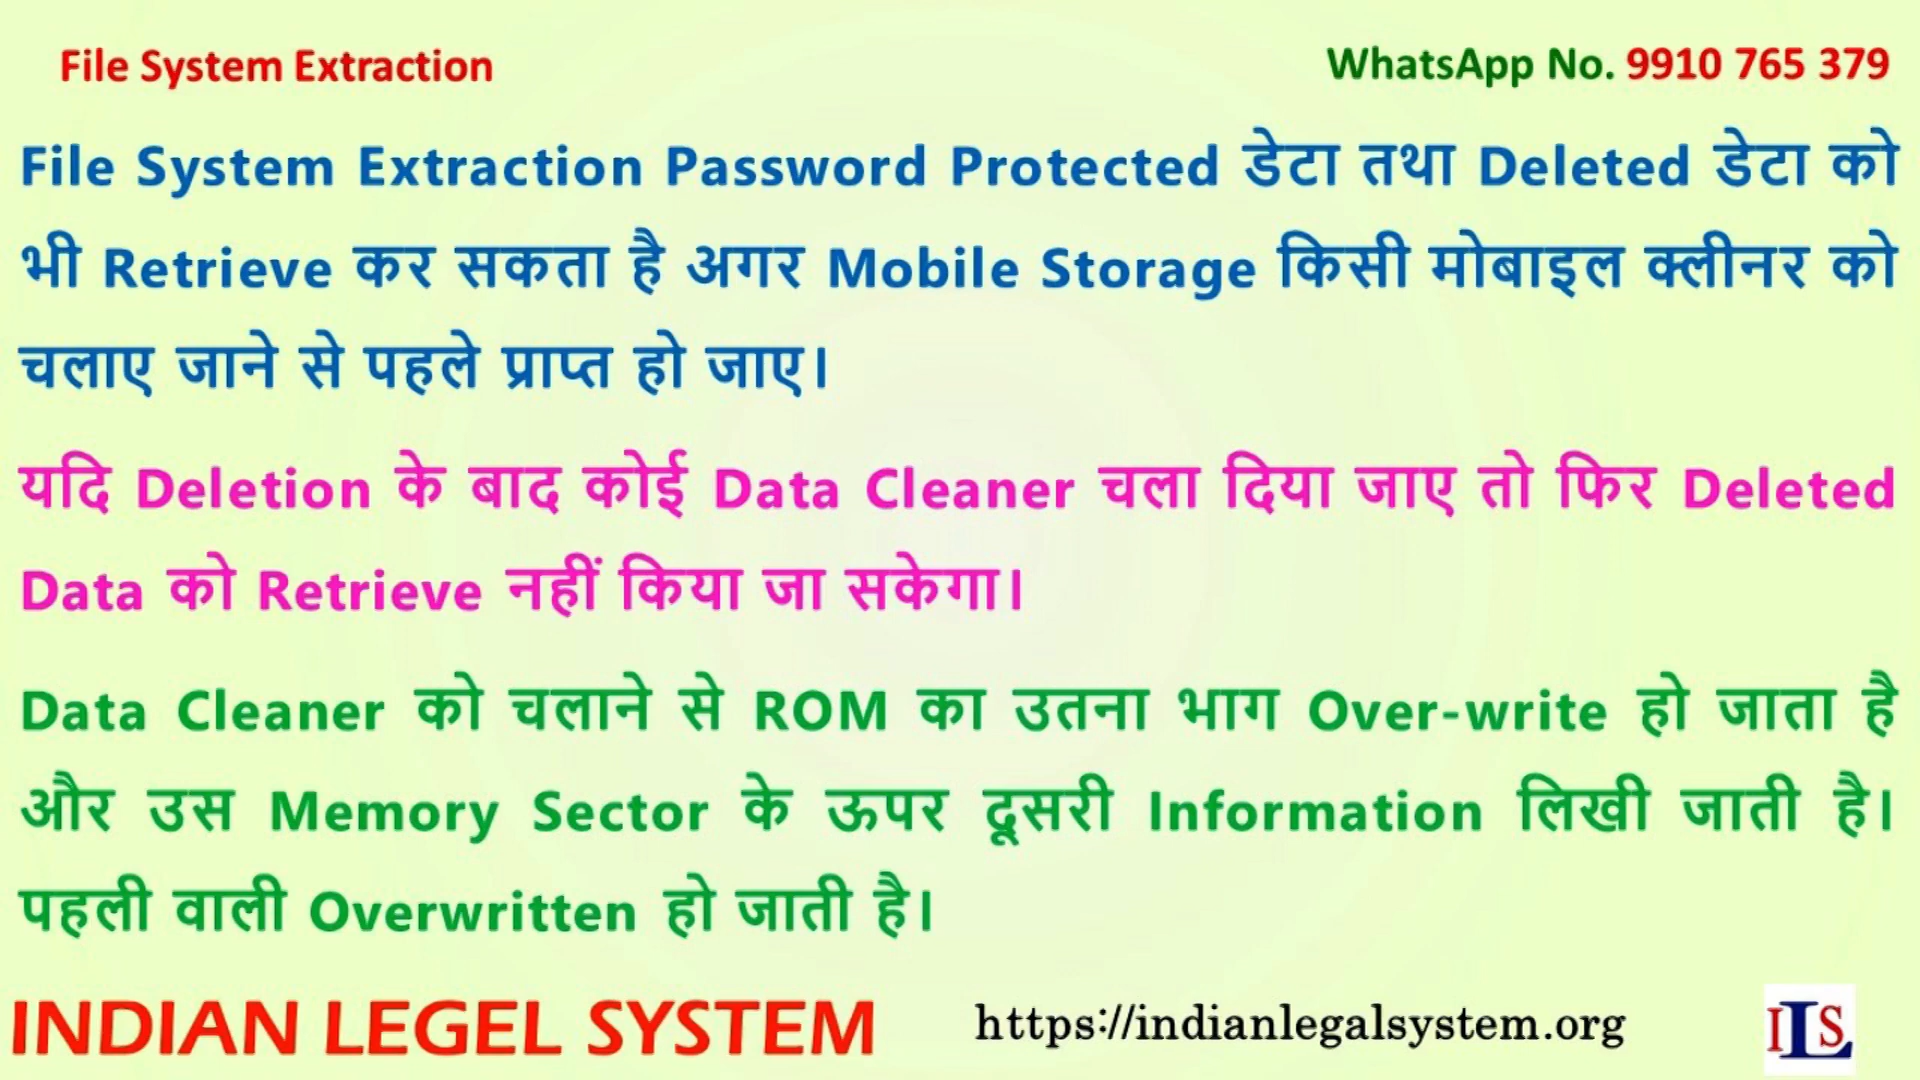 File System Extraction
WhatsApp No. 9910 765 379
File System Extraction Password Protected डेटा तथा Deleted डेटा को
भी Retrieve कर सकता है अगर Mobile Storage किसी मोबाइल क्लीनर को
चलाए जाने से पहले प्राप्त हो जाए।
यदि Deletion के बाद कोई Data Cleaner चला दिया जाए तो फिर Deleted
Data को Retrieve नहीं किया जा सकेगा।
Data Cleaner को चलाने से ROM का उतना भाग Over-write हो जाता है
और उस Memory Sector के ऊपर दूसरी Information लिखी जाती है।
पहली वाली Overwritten हो जाती है।
INDIAN LEGEL SYSTEM
https://indianlegalsystem.org
ILS